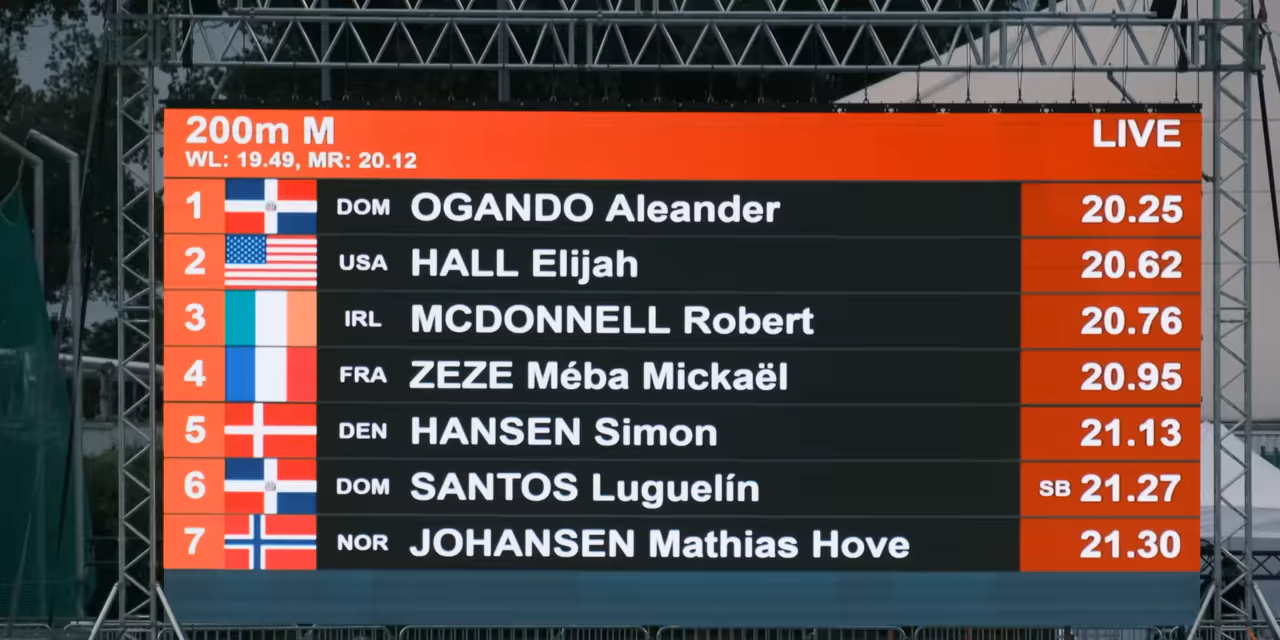 200m M LIVE
WL: 19.49, MR: 20.12
1 DOM OGANDO Aleander 20.25
2 USA HALL Elijah 20.62
3 IRL MCDONNELL Robert 20.76
4 FRA ZEZE Méba Mickaël 20.95
5 DEN HANSEN Simon 21.13
6 DOM SANTOS Luguelín SB 21.27
7 NOR JOHANSEN Mathias Hove 21.30